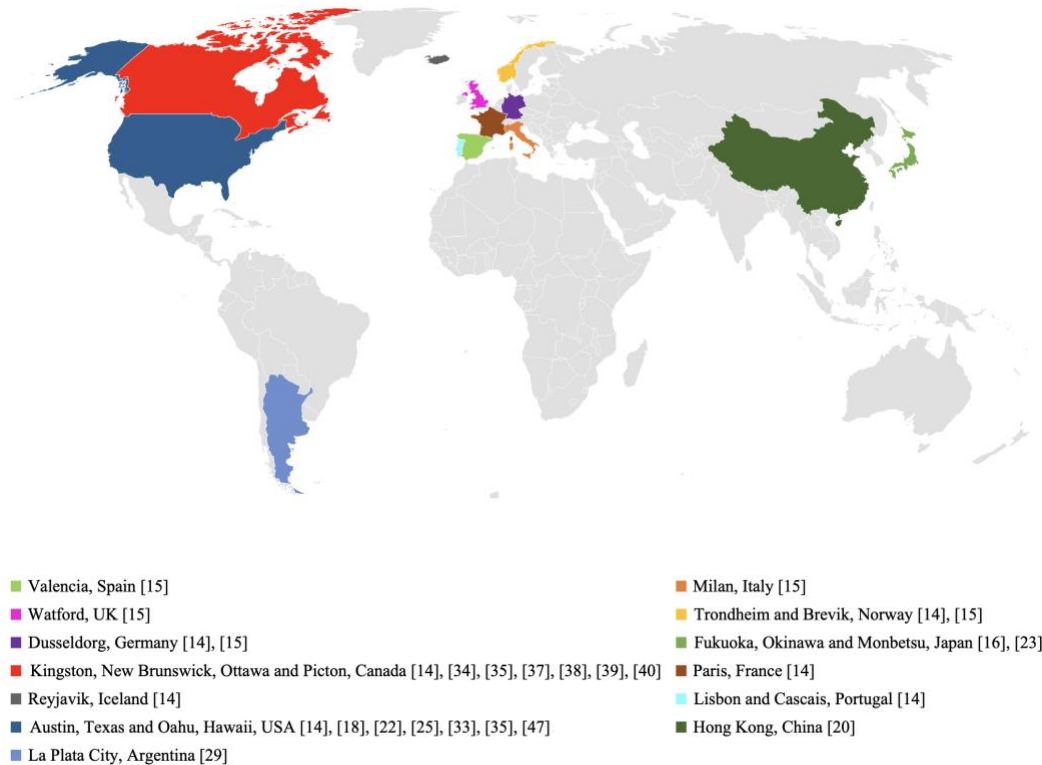 Valencia, Spain [15]
Watford, UK [15]
Dusseldorg, Germany [14], [15]
Kingston, New Brunswick, Ottawa and Picton, Canada [14], [34], [35], [37], [38], [39], [40]
Reyjavik, Iceland [14]
Austin, Texas and Oahu, Hawaii, USA [14], [18], [22], [25], [33], [35], [47]
La Plata City, Argentina [29]
Milan, Italy [15]
Trondheim and Brevik, Norway [14], [15]
Fukuoka, Okinawa and Monbetsu, Japan [16], [23]
Paris, France [14]
Lisbon and Cascais, Portugal [14]
Hong Kong, China [20]